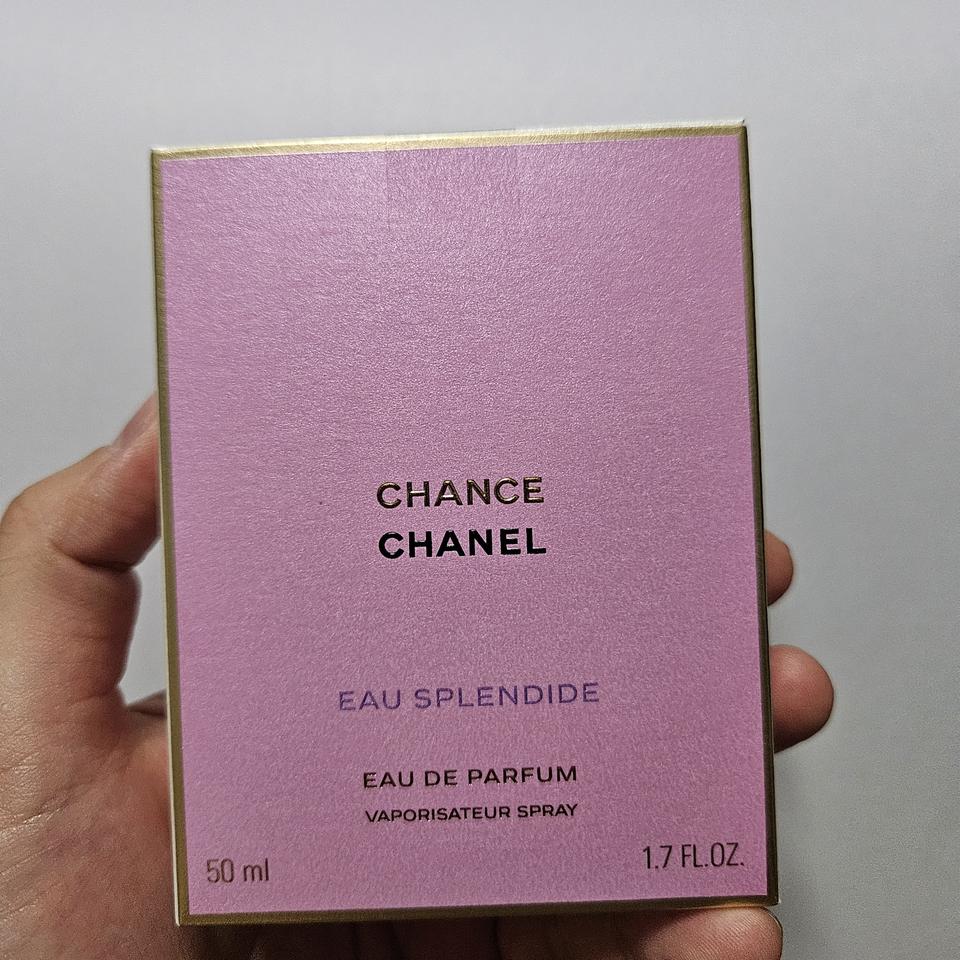 CHANCE
CHANEL
EAU SPLENDIDE
EAU DE PARFUM
VAPORISATEUR SPRAY
50 ml 1.7 FL.OZ.